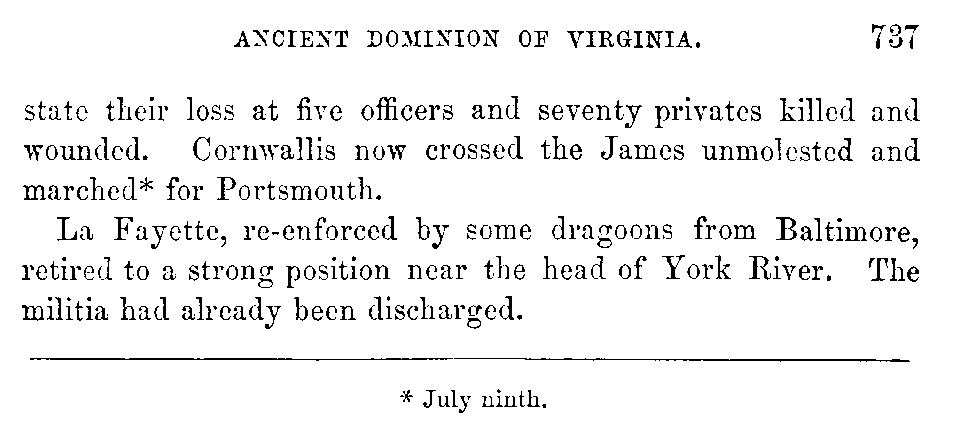 ANCIENT DOMINION OF VIRGINIA. 737
state their loss at five officers and seventy privates killed and
wounded. Cornwallis now crossed the James unmolested and
marched* for Portsmouth.
La Fayette, re-enforced by some dragoons from Baltimore,
retired to a strong position near the head of York River. The
militia had already been discharged.
* July ninth.